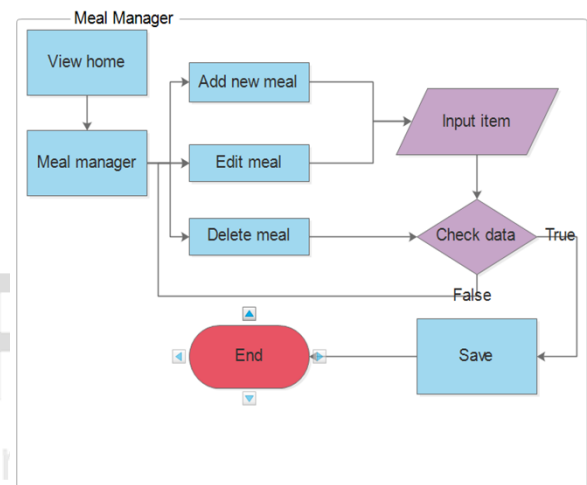 Meal Manager
View home
Add new meal
Input item
Meal manager
Edit meal
Delete meal
Check data
True
False
End
Save